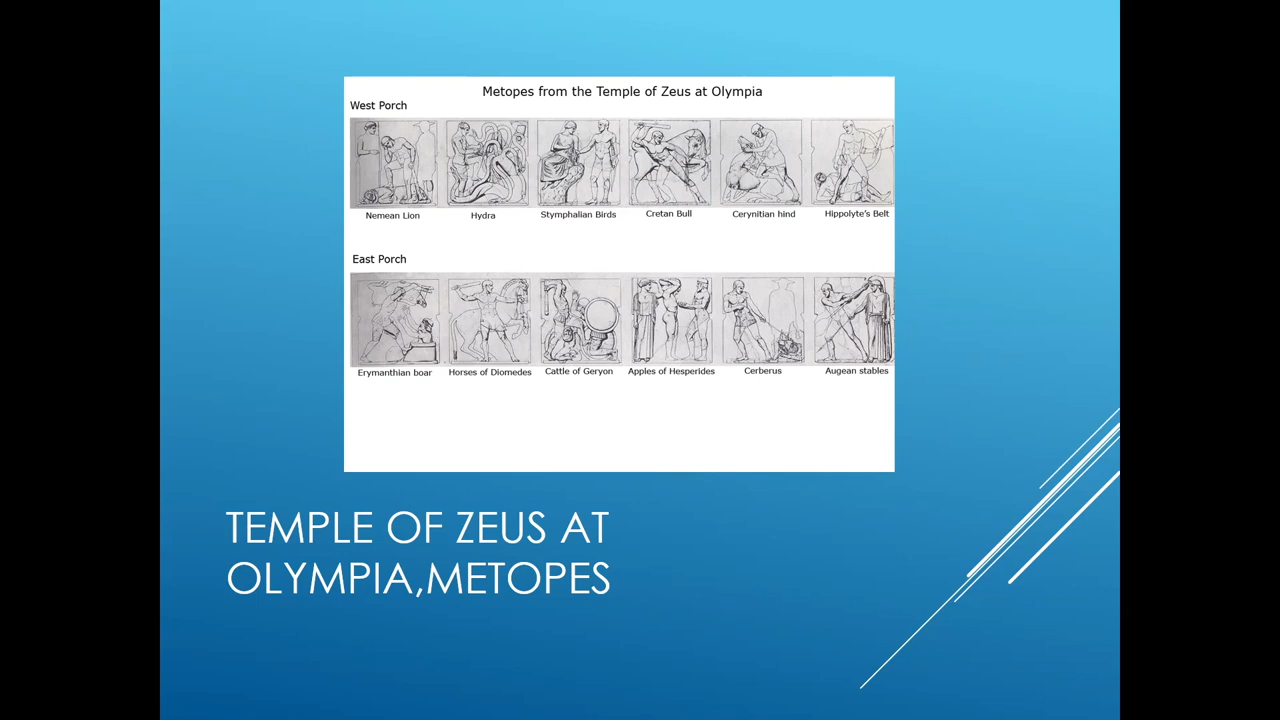 Metopes from the Temple of Zeus at Olympia
West Porch
Nemean Lion
Hydra
Stymphalian Birds
Cretan Bull
Cerynitian hind
Hippolyte's Belt
East Porch
Erymanthian boar
Horses of Diomedes
Cattle of Geryon
Apples of Hesperides
Cerberus
Augean stables
TEMPLE OF ZEUS AT
OLYMPIA,METOPES